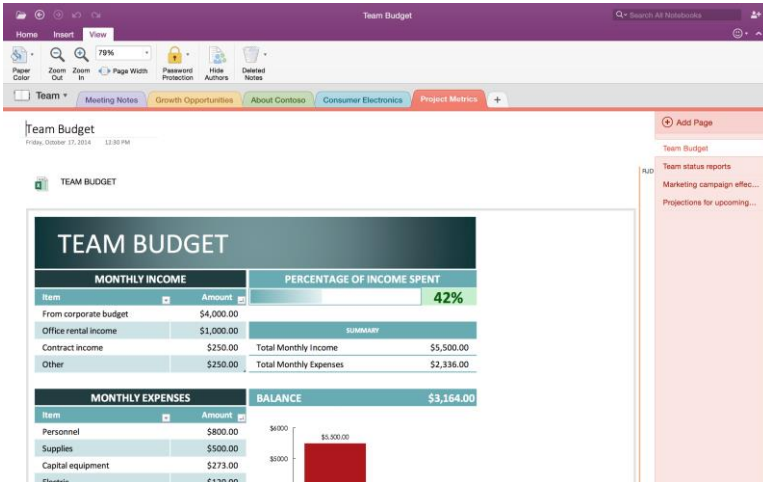 Team Budget
Search All Notebooks
Home Insert View
79%
Page Width
Paper Color
Zoom Out
Zoom In
Password Protection
Hide Authors
Deleted Notes
Team
Meeting Notes
Growth Opportunities
About Contoso
Consumer Electronics
Project Metrics
+
Team Budget
Friday, October 17, 2014 12:30 PM
TEAM BUDGET
TEAM BUDGET
MONTHLY INCOME
Item Amount
From corporate budget $4,000.00
Office rental income $1,000.00
Contract income $250.00
Other $250.00
PERCENTAGE OF INCOME SPENT
42%
SUMMARY
Total Monthly Income $5,500.00
Total Monthly Expenses $2,336.00
MONTHLY EXPENSES
Item Amount
Personnel $800.00
Supplies $500.00
Capital equipment $273.00
Electric $120.00
BALANCE $3,164.00
$6000
$5,500.00
$5000
Add Page
Team Budget
Team status reports
Marketing campaign effec...
Projections for upcoming...